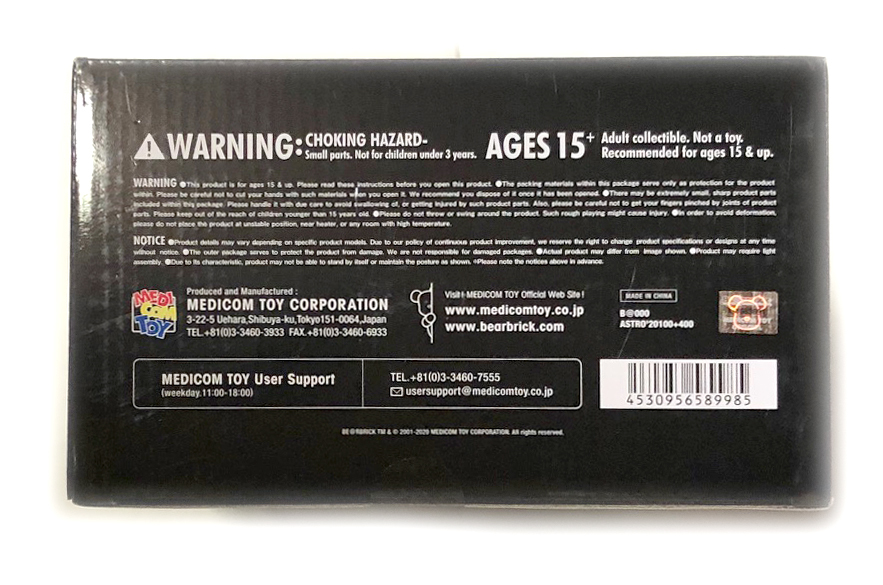 WARNING: CHOKING HAZARD-
Small parts. Not for children under 3 years.
AGES 15+
Adult collectible. Not a toy.
Recommended for ages 15 & up.
WARNING ●This product is for ages 15 & up. Please read these instructions before you open this product. ●The packing materials within this package serve only as protection for the product
within. Please be careful not to cut your hands with such materials when you open it. We recommend you dispose of it once it has been opened. ●There may be extremely small, sharp product parts
included within this package. Please handle it with due care to avoid swallowing of, or getting injured by such product parts. Also, please be careful not to get your fingers pinched by joints of product
parts. Please keep out of the reach of children younger than 15 years old. ●Please do not throw or swing around the product. Such rough playing might cause injury. ●In order to avoid deformation,
please do not place the product at unstable position, near heater, or any room with high temperature.
NOTICE ●Product details may vary depending on specific product models. Due to our policy of continuous product improvement, we reserve the right to change product specifications or designs at any time
without notice. ●The outer package serves to protect the product from damage. We are not responsible for damaged packages. ●Actual product may differ from image shown. ●Product may require light
assembly. ●Due to its characteristic, product may not be able to stand by itself or maintain the posture as shown. *Please note the notices above in advance.
MEDI
COM
TOY
Produced and Manufactured :
MEDICOM TOY CORPORATION
3-22-5 Uehara,Shibuya-ku,Tokyo151-0064,Japan
TEL.+81(0)3-3460-3933 FAX.+81(0)3-3460-6933
Visit! MEDICOM TOY Official Web Site!
www.medicomtoy.co.jp
www.bearbrick.com
MADE IN CHINA
B@000
ASTRO'20100+400
MEDICOM TOY User Support
(weekday.11:00-18:00)
TEL.+81(0)3-3460-7555
usersupport@medicomtoy.co.jp
4530956589985
BE@RBRICK TM & © 2001-2020 MEDICOM TOY CORPORATION. All rights reserved.